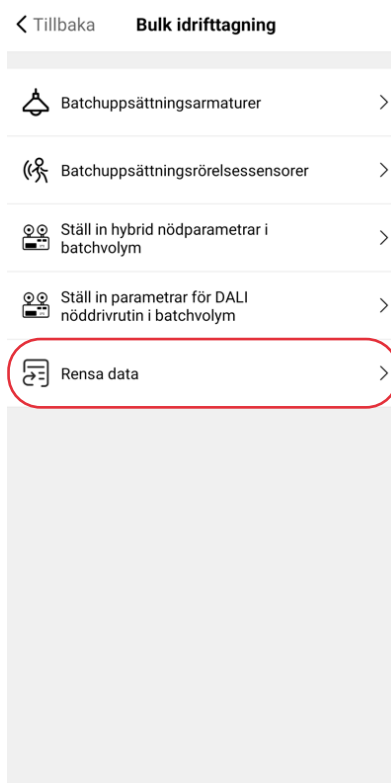 Tillbaka Bulk idrifttagning
Batchuppsättningsarmaturer
Batchuppsättningsrörelsessensorer
Ställ in hybrid nödparametrar i
batchvolym
Ställ in parametrar för DALI
nöddrivrutin i batchvolym
Rensa data